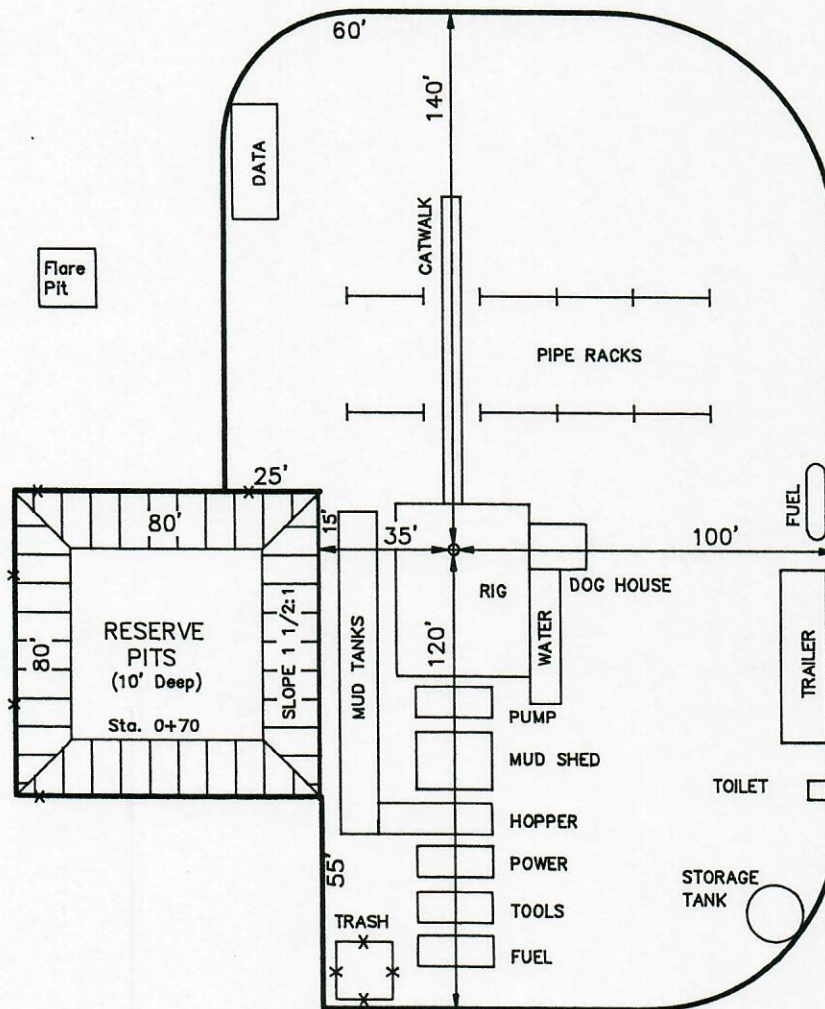 60'
140'
DATA
CATWALK
Flare
Pit
PIPE RACKS
25'
80'
15'
35'
100'
FUEL
RIG
DOG HOUSE
80'
RESERVE
PITS
(10' Deep)
Sta. 0+70
SLOPE 1 1/2:1
MUD TANKS
120'
WATER
TRAILER
PUMP
MUD SHED
TOILET
HOPPER
55'
POWER
STORAGE
TANK
TOOLS
TRASH
FUEL